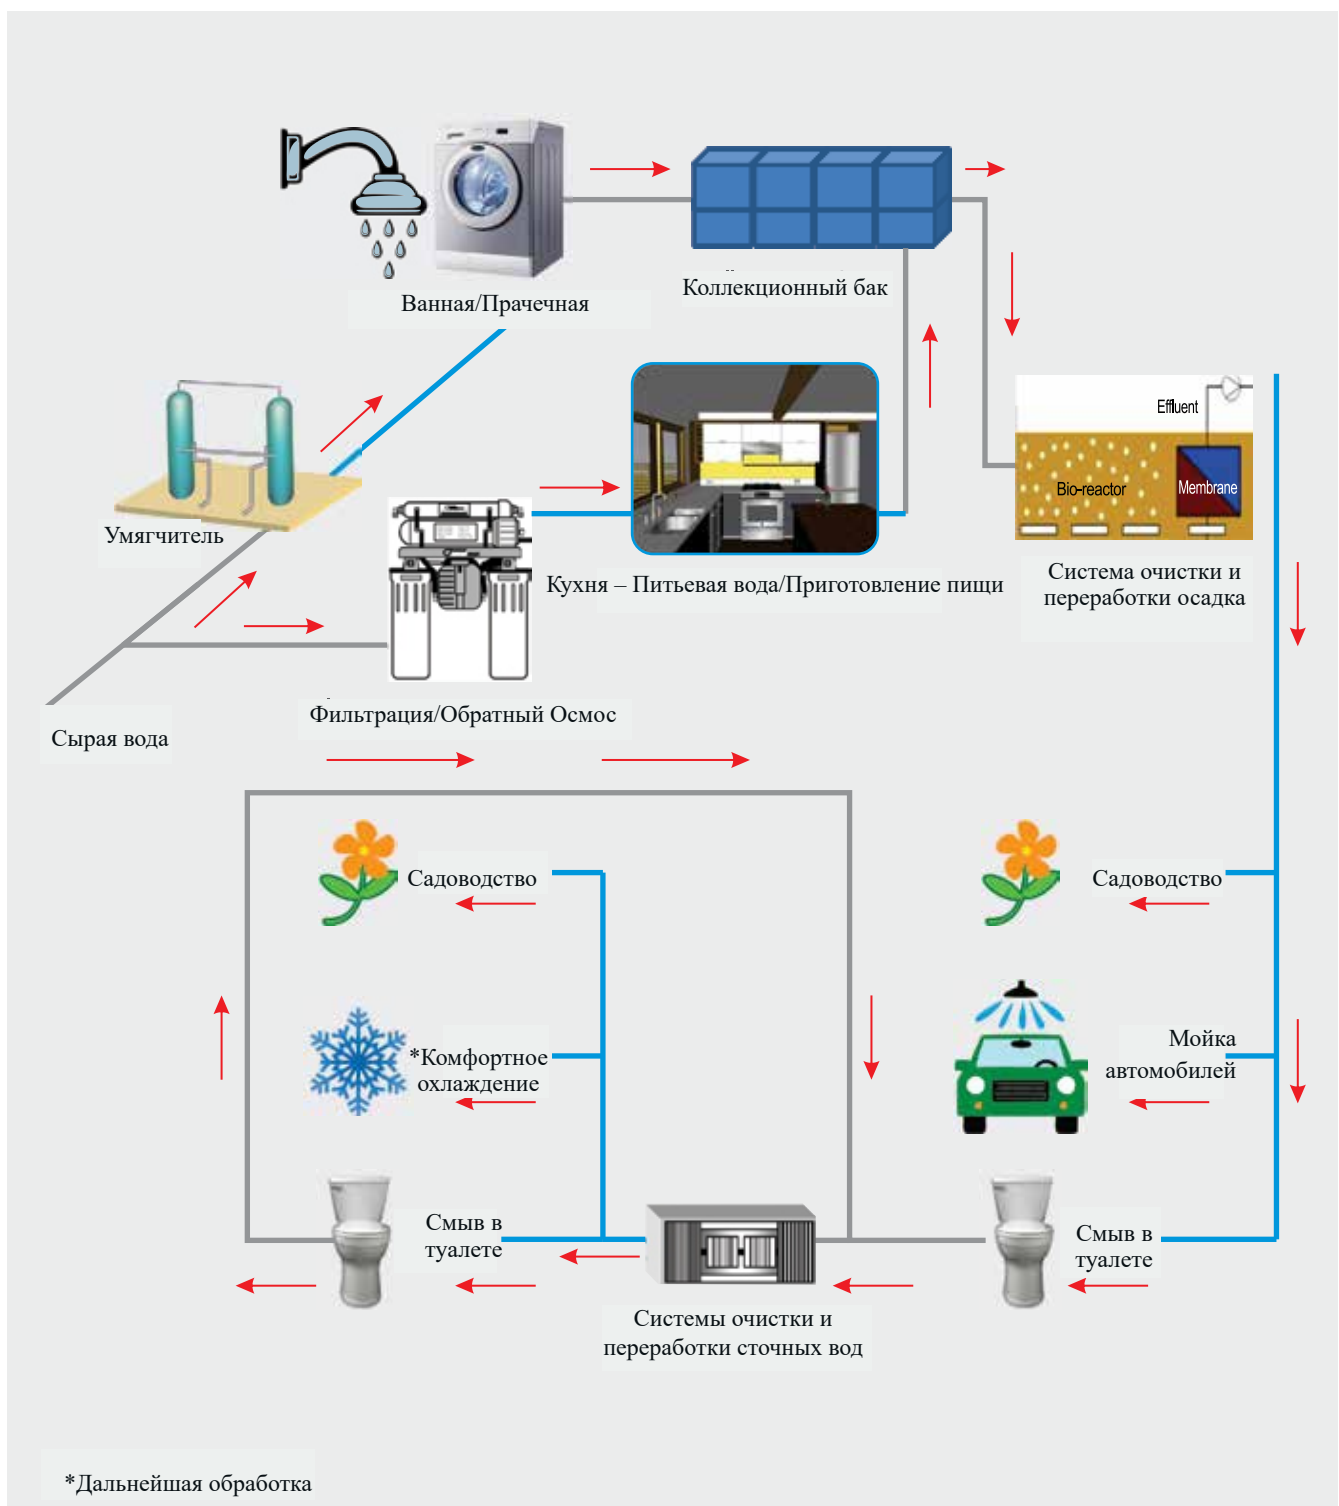 Ванная/Прачечная
Коллекционный бак
Effluent
Bio-reactor
Membrane
Умягчитель
Кухня – Питьевая вода/Приготовление пищи
Система очистки и
переработки осадка
Фильтрация/Обратный Осмос
Сырая вода
Садоводство
Садоводство
*Комфортное
охлаждение
Мойка
автомобилей
Смыв в
туалете
Смыв в
туалете
Системы очистки и
переработки сточных вод
*Дальнейшая обработка